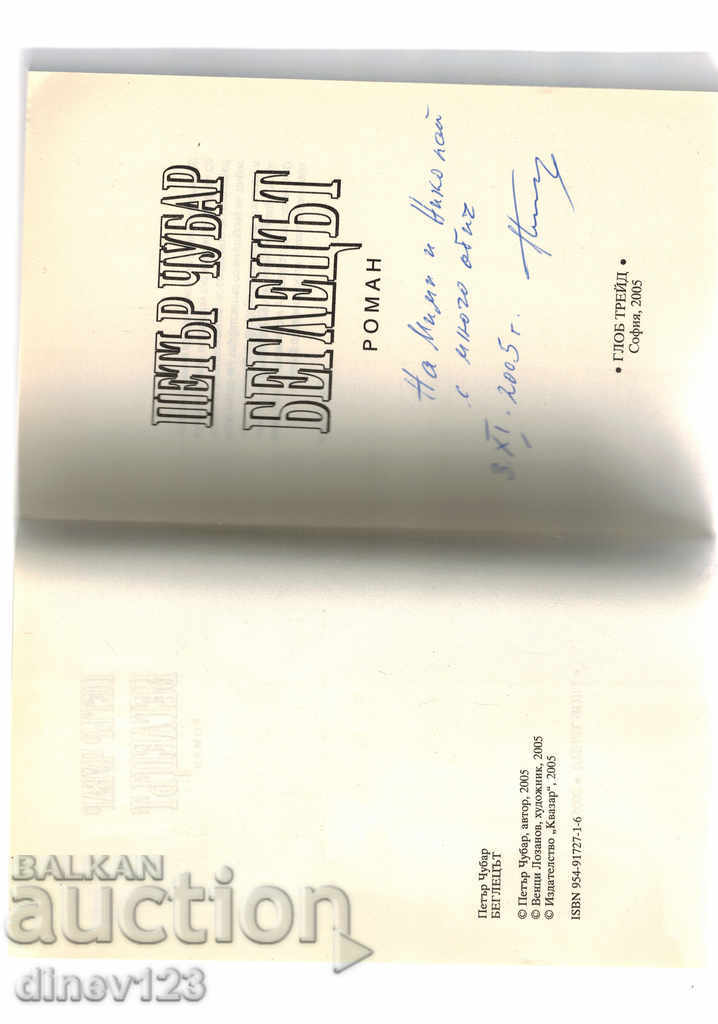 ПЕТЪР ЧУБАР
БЕГЛЕЦЪТ
РОМАН
На Мими и Николай
с много обич
3.XI.2005 г.
• ГЛОБ ТРЕЙД •
София, 2005
Петър Чубар
БЕГЛЕЦЪТ
© Петър Чубар, автор, 2005
© Венци Лозанов, художник, 2005
© Издателство „Квазар“, 2005
ISBN 954-91727-1-6
BALKAN
auction
dinev123